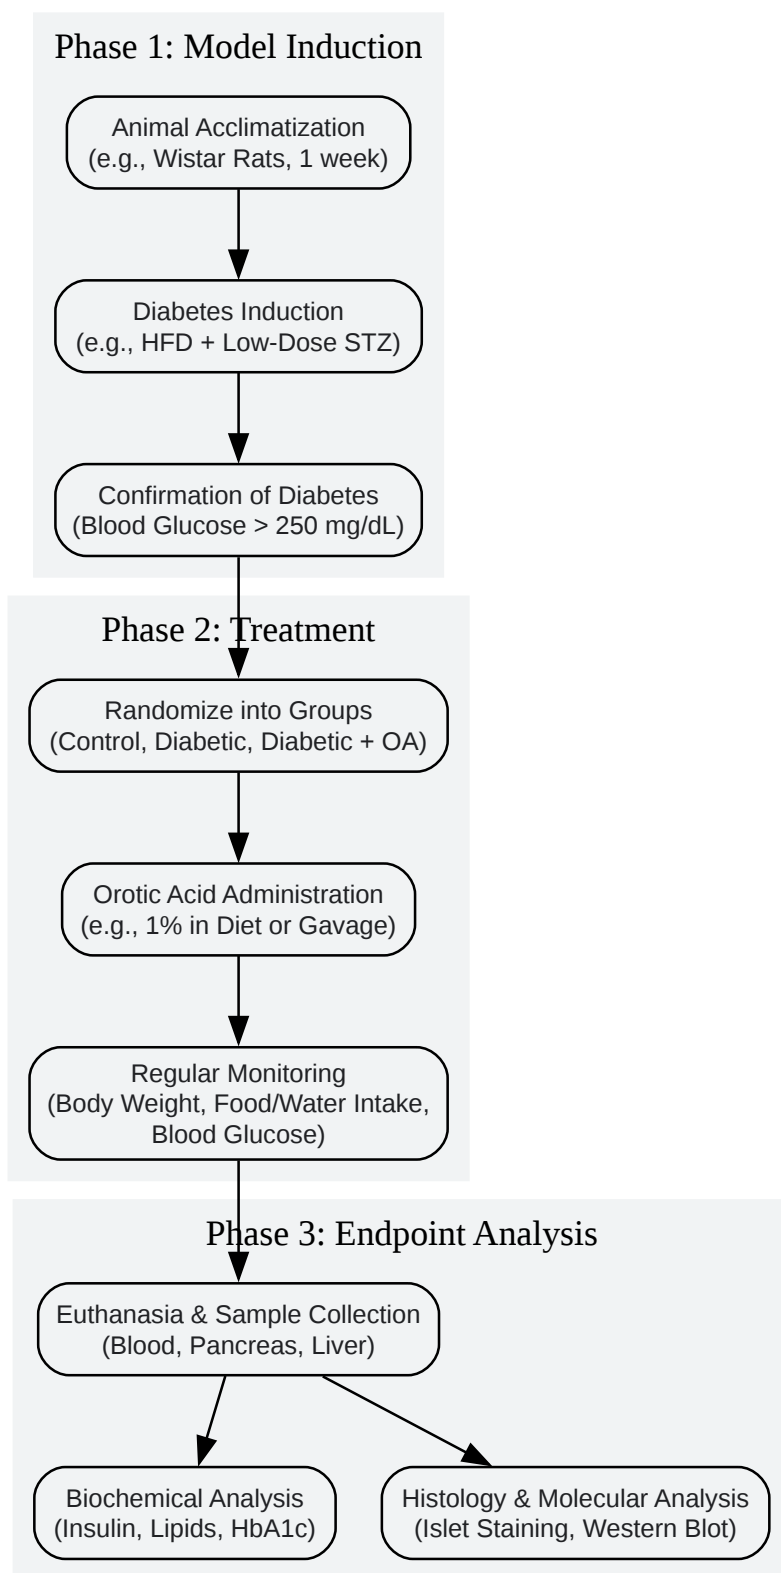 Phase 1: Model Induction
Animal Acclimatization
(e.g., Wistar Rats, 1 week)
Diabetes Induction
(e.g., HFD + Low-Dose STZ)
Confirmation of Diabetes
(Blood Glucose > 250 mg/dL)
Phase 2: Treatment
Randomize into Groups
(Control, Diabetic, Diabetic + OA)
Orotic Acid Administration
(e.g., 1% in Diet or Gavage)
Regular Monitoring
(Body Weight, Food/Water Intake,
Blood Glucose)
Phase 3: Endpoint Analysis
Euthanasia & Sample Collection
(Blood, Pancreas, Liver)
Biochemical Analysis
(Insulin, Lipids, HbA1c)
Histology & Molecular Analysis
(Islet Staining, Western Blot)